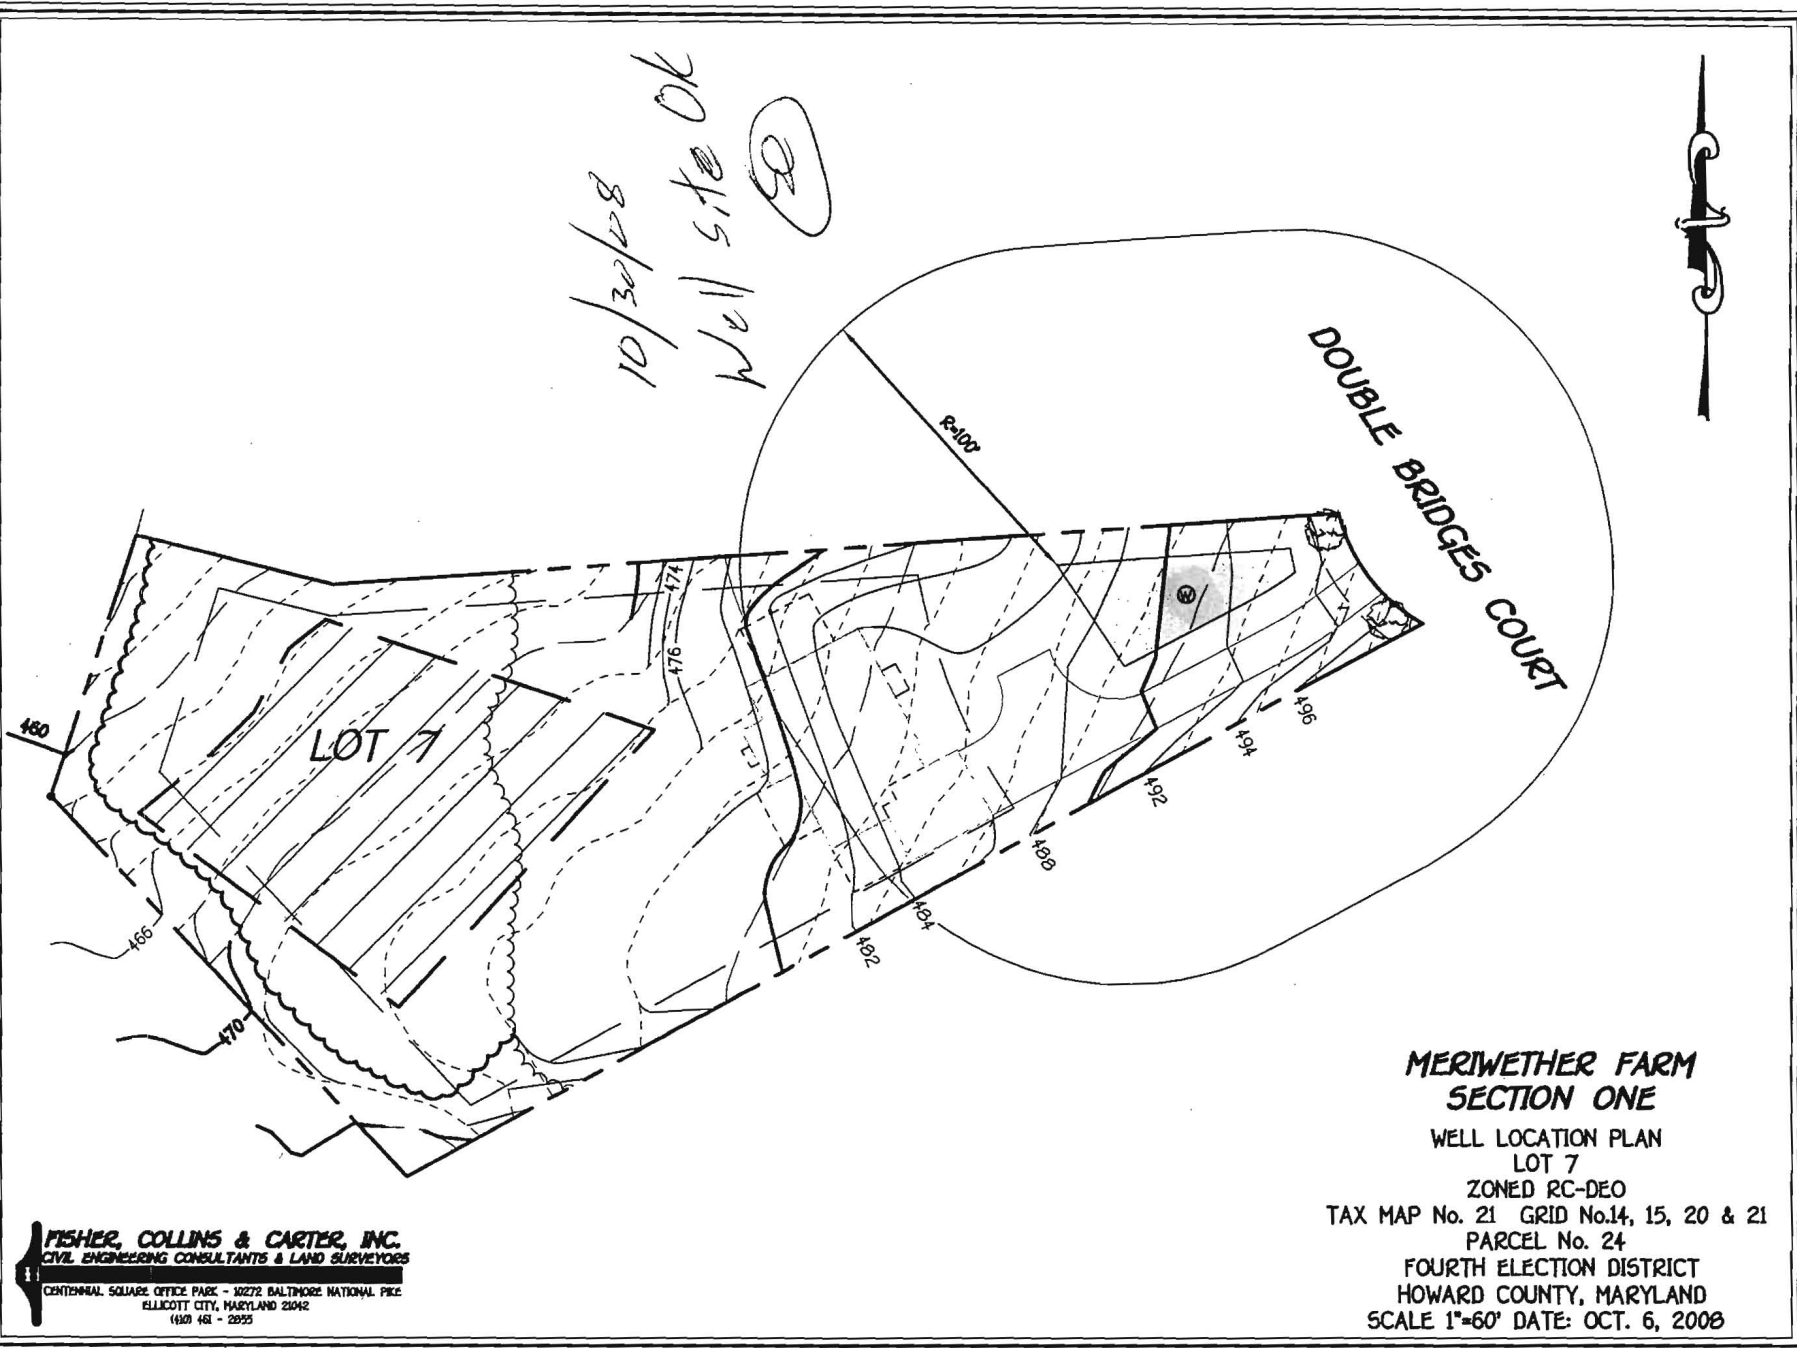 10/30/08
Well site OK
R=100'
DOUBLE BRIDGES COURT
474
476
W
460
LOT 7
466
470
496
494
492
488
484
482
MERIWETHER FARM
SECTION ONE
WELL LOCATION PLAN
LOT 7
ZONED RC-DEO
TAX MAP No. 21 GRID No.14, 15, 20 & 21
PARCEL No. 24
FOURTH ELECTION DISTRICT
HOWARD COUNTY, MARYLAND
SCALE 1"=60' DATE: OCT. 6, 2008
FISHER, COLLINS & CARTER, INC.
CIVIL ENGINEERING CONSULTANTS & LAND SURVEYORS
CENTENNIAL SQUARE OFFICE PARK - 10272 BALTIMORE NATIONAL PIKE
ELLICOTT CITY, MARYLAND 21042
(410) 461 - 2855